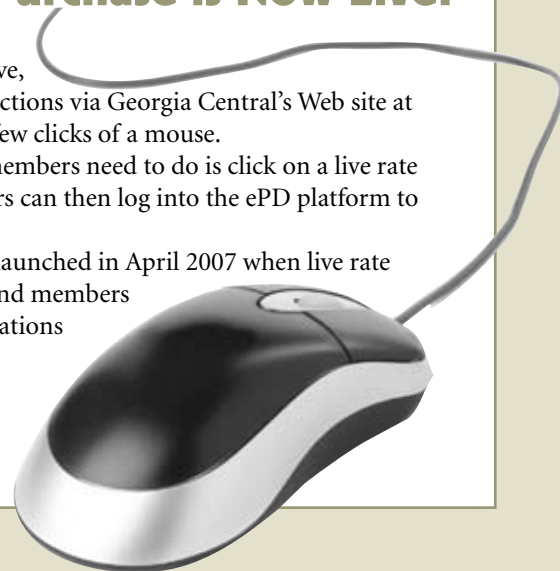 urchase is Now Live!
ve,
ctions via Georgia Central's Web site at
few clicks of a mouse.
members need to do is click on a live rate
rs can then log into the ePD platform to
launched in April 2007 when live rate
nd members
ations